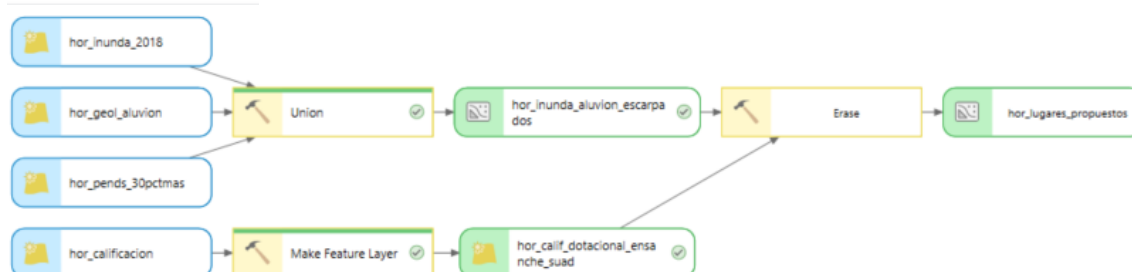 hor_inunda_2018
hor_geol_aluvion
Union
hor_inunda_aluvion_escarpa
dos
Erase
hor_lugares_propuestos
hor_pends_30pctmas
hor_calificacion
Make Feature Layer
hor_calif_dotacional_ensa
nche_suad